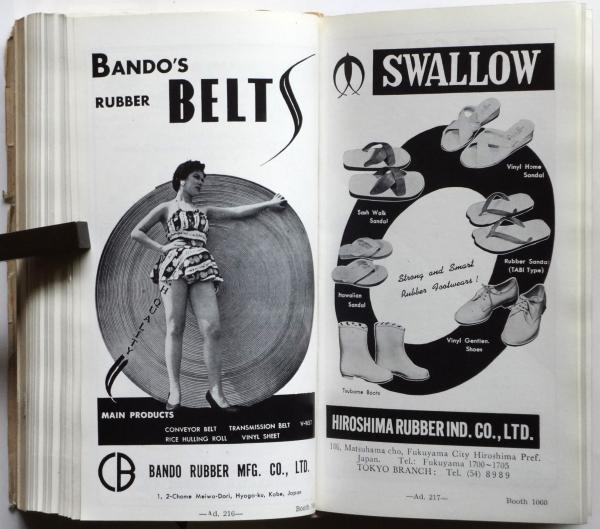 BANDO'S
RUBBER BELTS
H QUALITY
MAIN PRODUCTS
CONVEYOR BELT TRANSMISSION BELT V-BELT
RICE HULLING ROLL VINYL SHEET
CB
BANDO RUBBER MFG. CO., LTD.
1, 2-Chome Meiwa-Dori, Hyogo-ku, Kobe, Japan
—Ad. 216—
Booth
SWALLOW
Vinyl Home
Sandal
Sash Walk
Sandal
Rubber Sandal
(TABI Type)
Hawaiian
Sandal
Strong and Smart
Rubber Footwears!
Vinyl Gentlen.
Shoes
Tsubame Boots
HIROSHIMA RUBBER IND. CO., LTD.
Matsuhama cho, Fukuyama City Hiroshima Pref.
Japan. Tel.: Fukuyama 1700~1705
TOKYO BRANCH: Tel. (54) 8989
—Ad. 217—
Booth 1060